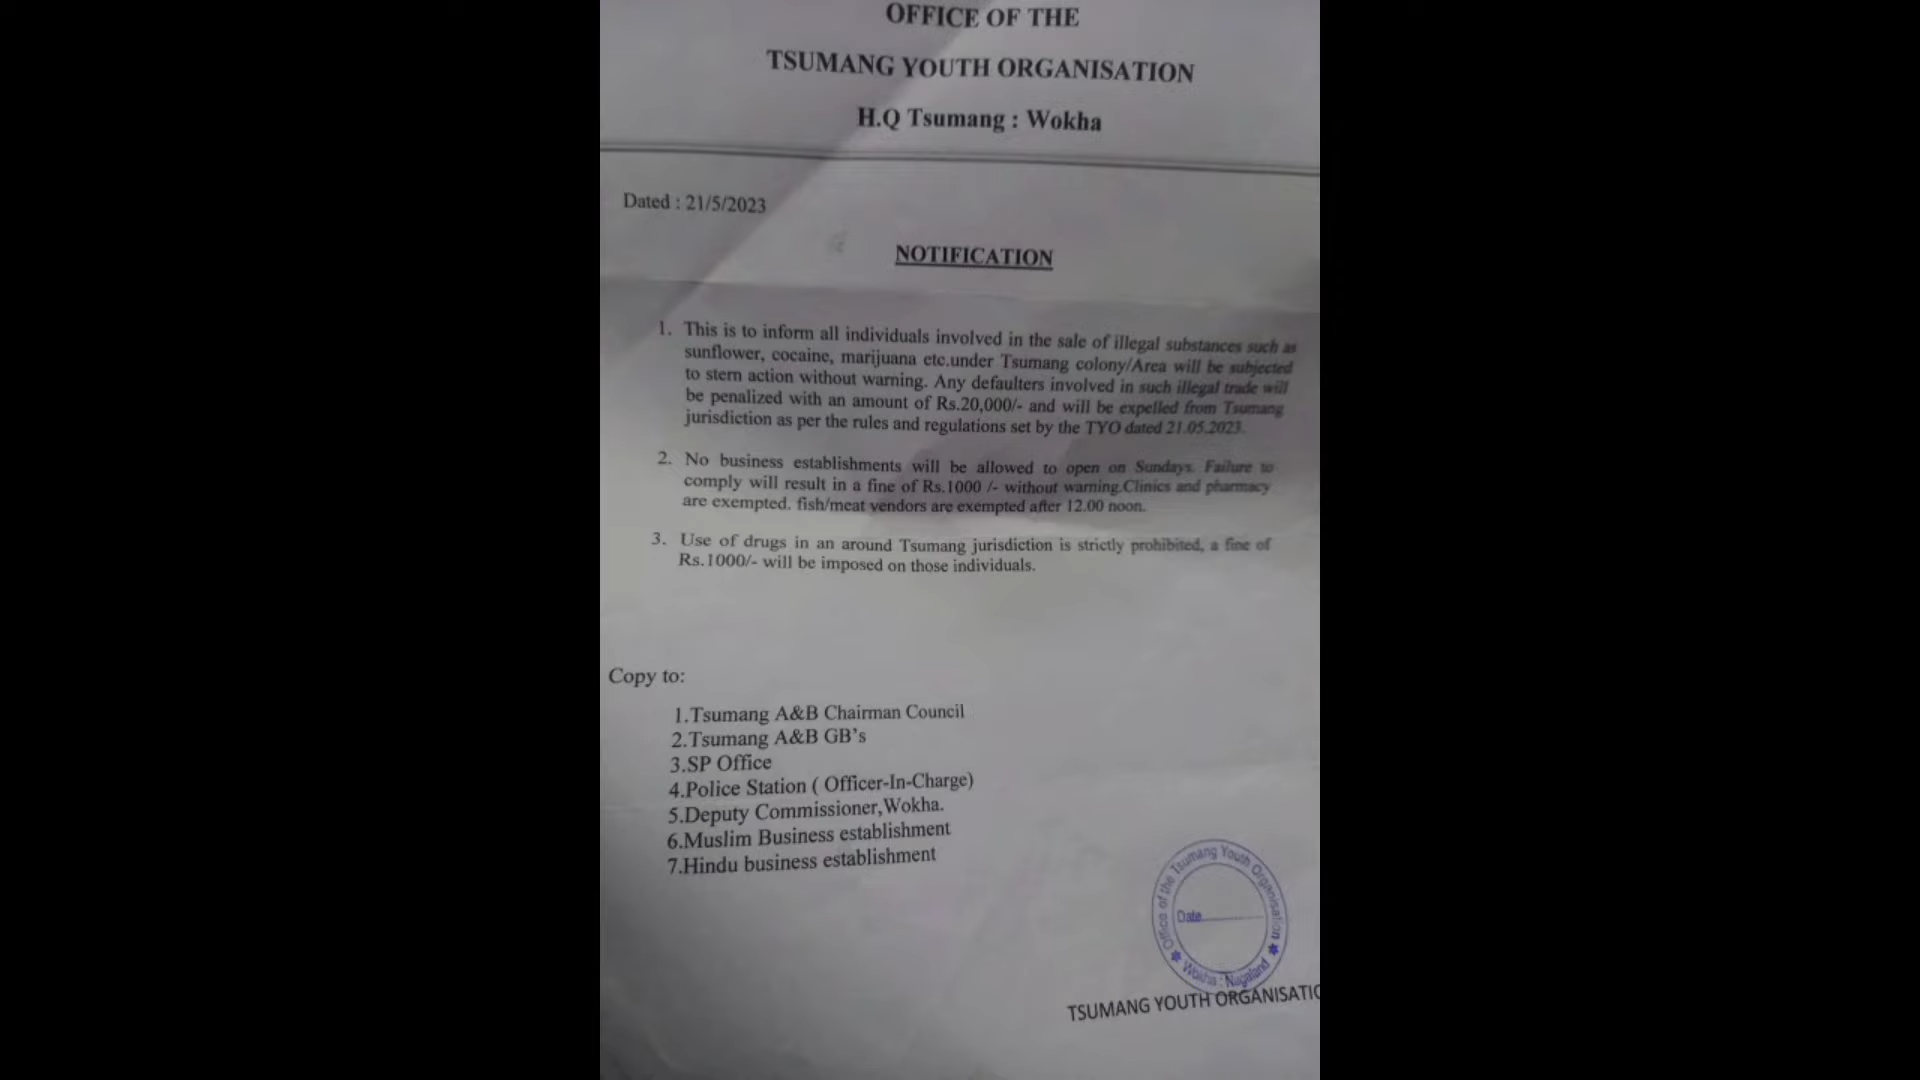 OFFICE OF THE
TSUMANG YOUTH ORGANISATION
H.Q Tsumang : Wokha
Dated : 21/5/2023
NOTIFICATION
1. This is to inform all individuals involved in the sale of illegal substances such as
sunflower, cocaine, marijuana etc.under Tsumang colony/Area will be subjected
to stern action without warning. Any defaulters involved in such illegal trade will
be penalized with an amount of Rs.20,000/- and will be expelled from Tsumang
jurisdiction as per the rules and regulations set by the TYO dated 21.05.2023.
2. No business establishments will be allowed to open on Sundays. Failure to
comply will result in a fine of Rs.1000 /- without warning.Clinics and pharmacy
are exempted. fish/meat vendors are exempted after 12.00 noon.
3. Use of drugs in an around Tsumang jurisdiction is strictly prohibited, a fine of
Rs.1000/- will be imposed on those individuals.
Copy to:
1.Tsumang A&B Chairman Council
2.Tsumang A&B GB's
3.SP Office
4.Police Station ( Officer-In-Charge)
5.Deputy Commissioner,Wokha.
6.Muslim Business establishment
7.Hindu business establishment
Office of the Tsumang Youth Organisation
Date
Wokha : Nagaland
TSUMANG YOUTH ORGANISATIO